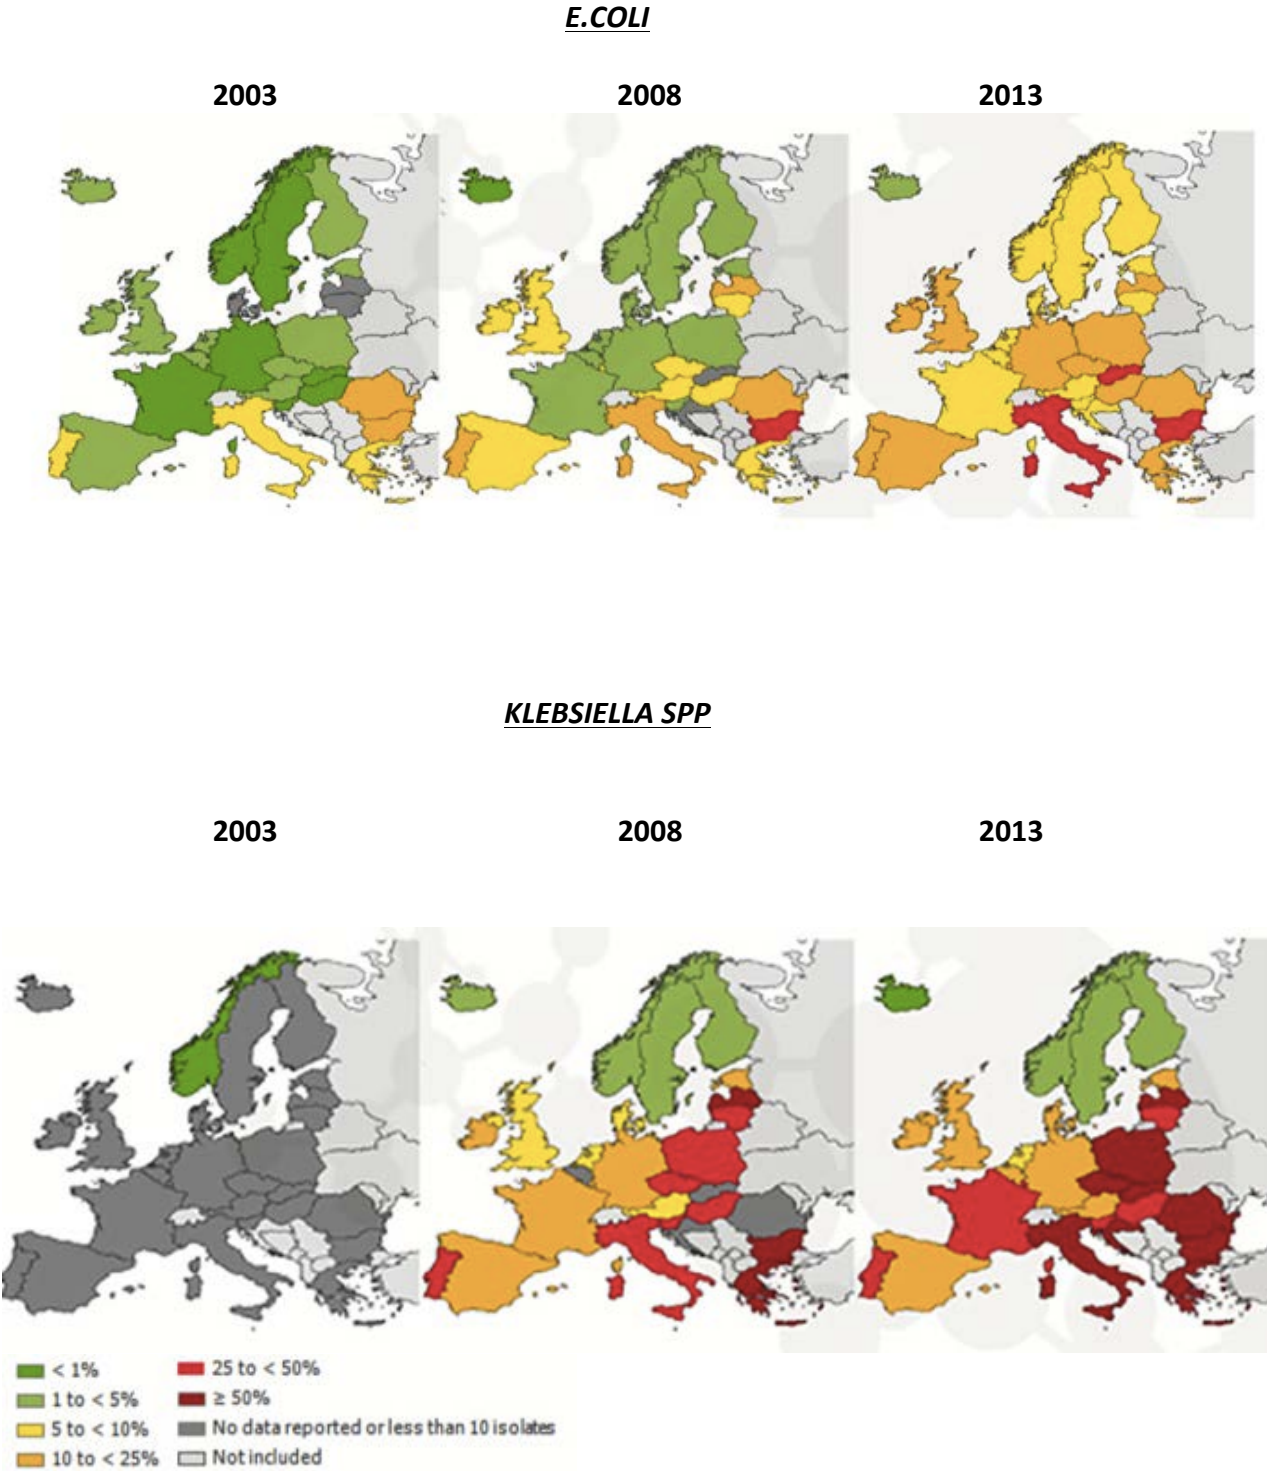 E.COLI
2003 2008 2013
KLEBSIELLA SPP
2003 2008 2013
< 1%
1 to < 5%
5 to < 10%
10 to < 25%
25 to < 50%
≥ 50%
No data reported or less than 10 isolates
Not included